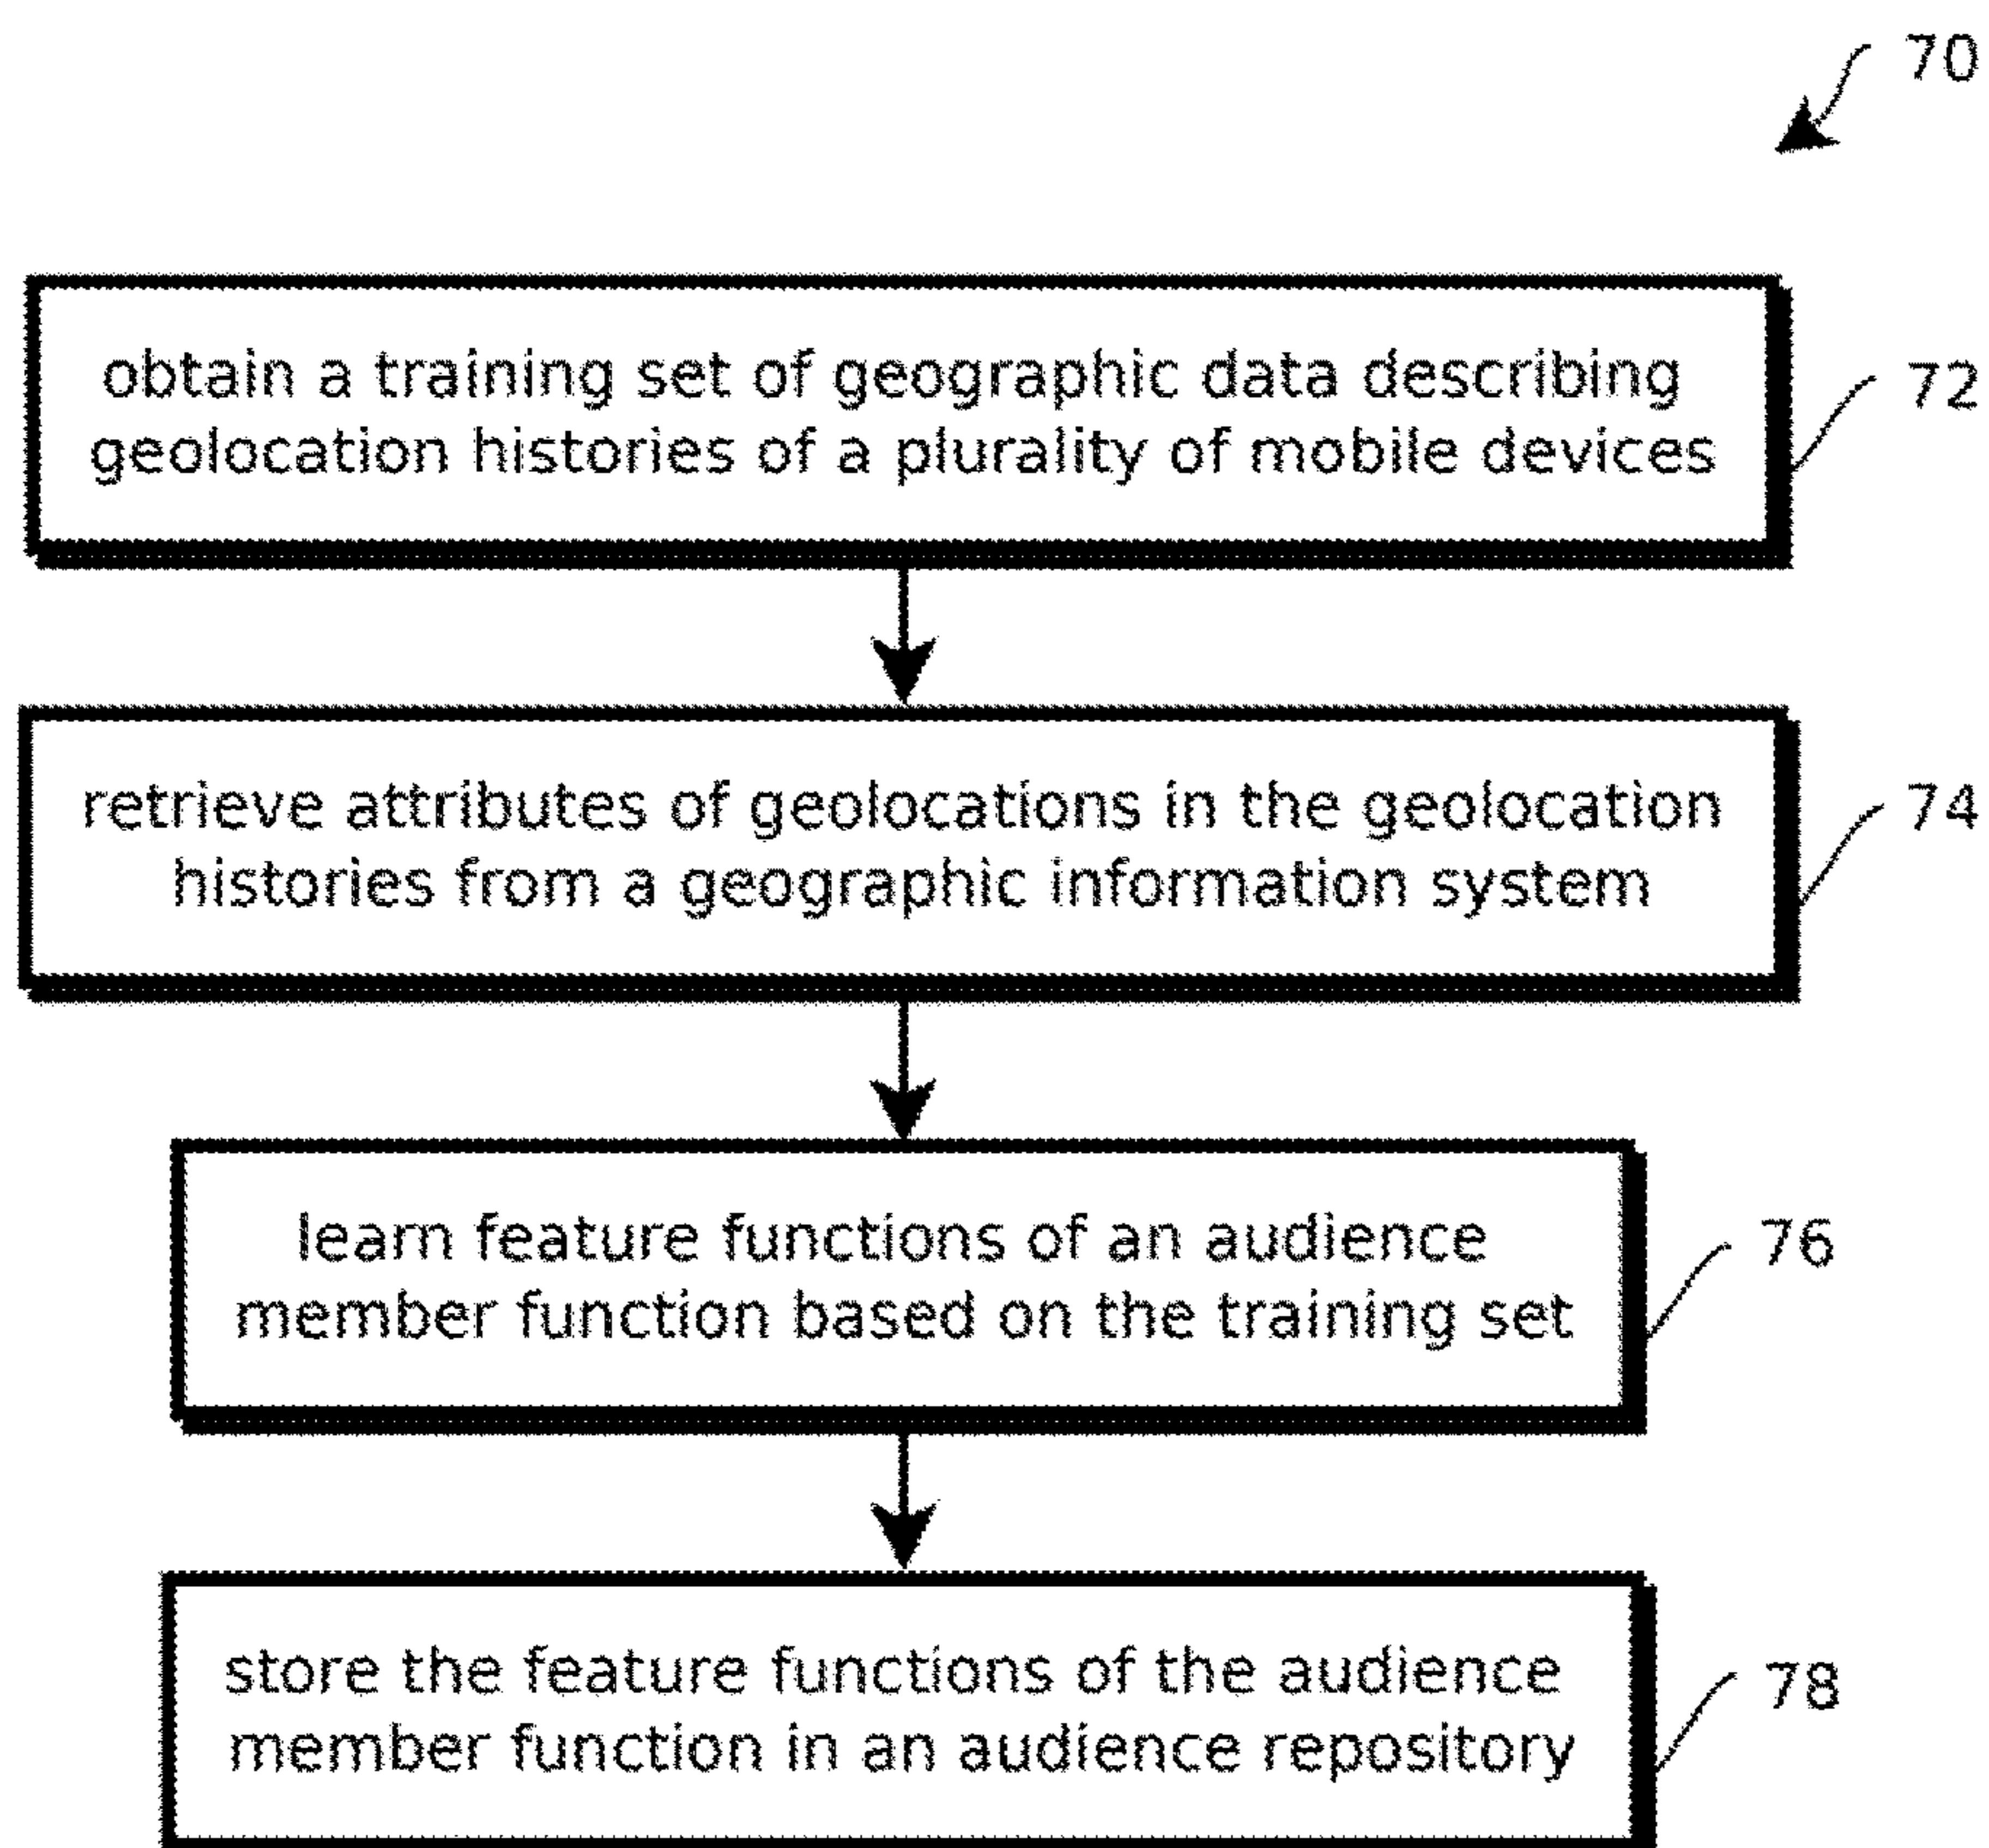 70
obtain a training set of geographic data describing
geolocation histories of a plurality of mobile devices
72
retrieve attributes of geolocations in the geolocation
histories from a geographic information system
74
learn feature functions of an audience
member function based on the training set
76
store the feature functions of the audience
member function in an audience repository
78